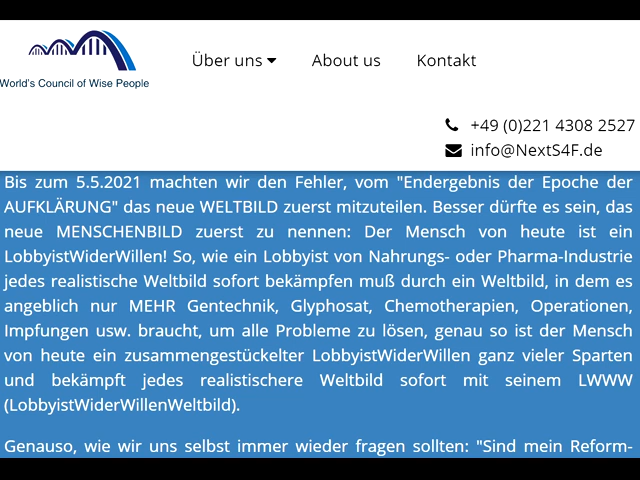 World's Council of Wise People
Über uns
About us
Kontakt
+49 (0)221 4308 2527
info@NextS4F.de
Bis zum 5.5.2021 machten wir den Fehler, vom "Endergebnis der Epoche der
AUFKLÄRUNG" das neue WELTBILD zuerst mitzuteilen. Besser dürfte es sein, das
neue MENSCHENBILD zuerst zu nennen: Der Mensch von heute ist ein
LobbyistWiderWillen! So, wie ein Lobbyist von Nahrungs- oder Pharma-Industrie
jedes realistische Weltbild sofort bekämpfen muß durch ein Weltbild, in dem es
angeblich nur MEHR Gentechnik, Glyphosat, Chemotherapien, Operationen,
Impfungen usw. braucht, um alle Probleme zu lösen, genau so ist der Mensch
von heute ein zusammengestückelter LobbyistWiderWillen ganz vieler Sparten
und bekämpft jedes realistischere Weltbild sofort mit seinem LWWW
(LobbyistWiderWillenWeltbild).
Genauso, wie wir uns selbst immer wieder fragen sollten: "Sind mein Reform-